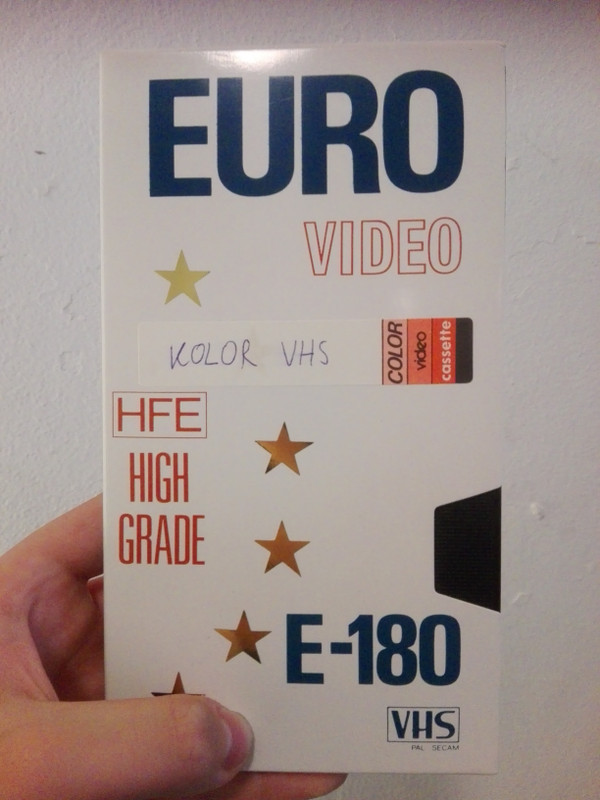 EURO
VIDEO
KOLOR VHS
COLOR
video
cassette
HFE
HIGH
GRADE
E-180
VHS
PAL SECAM